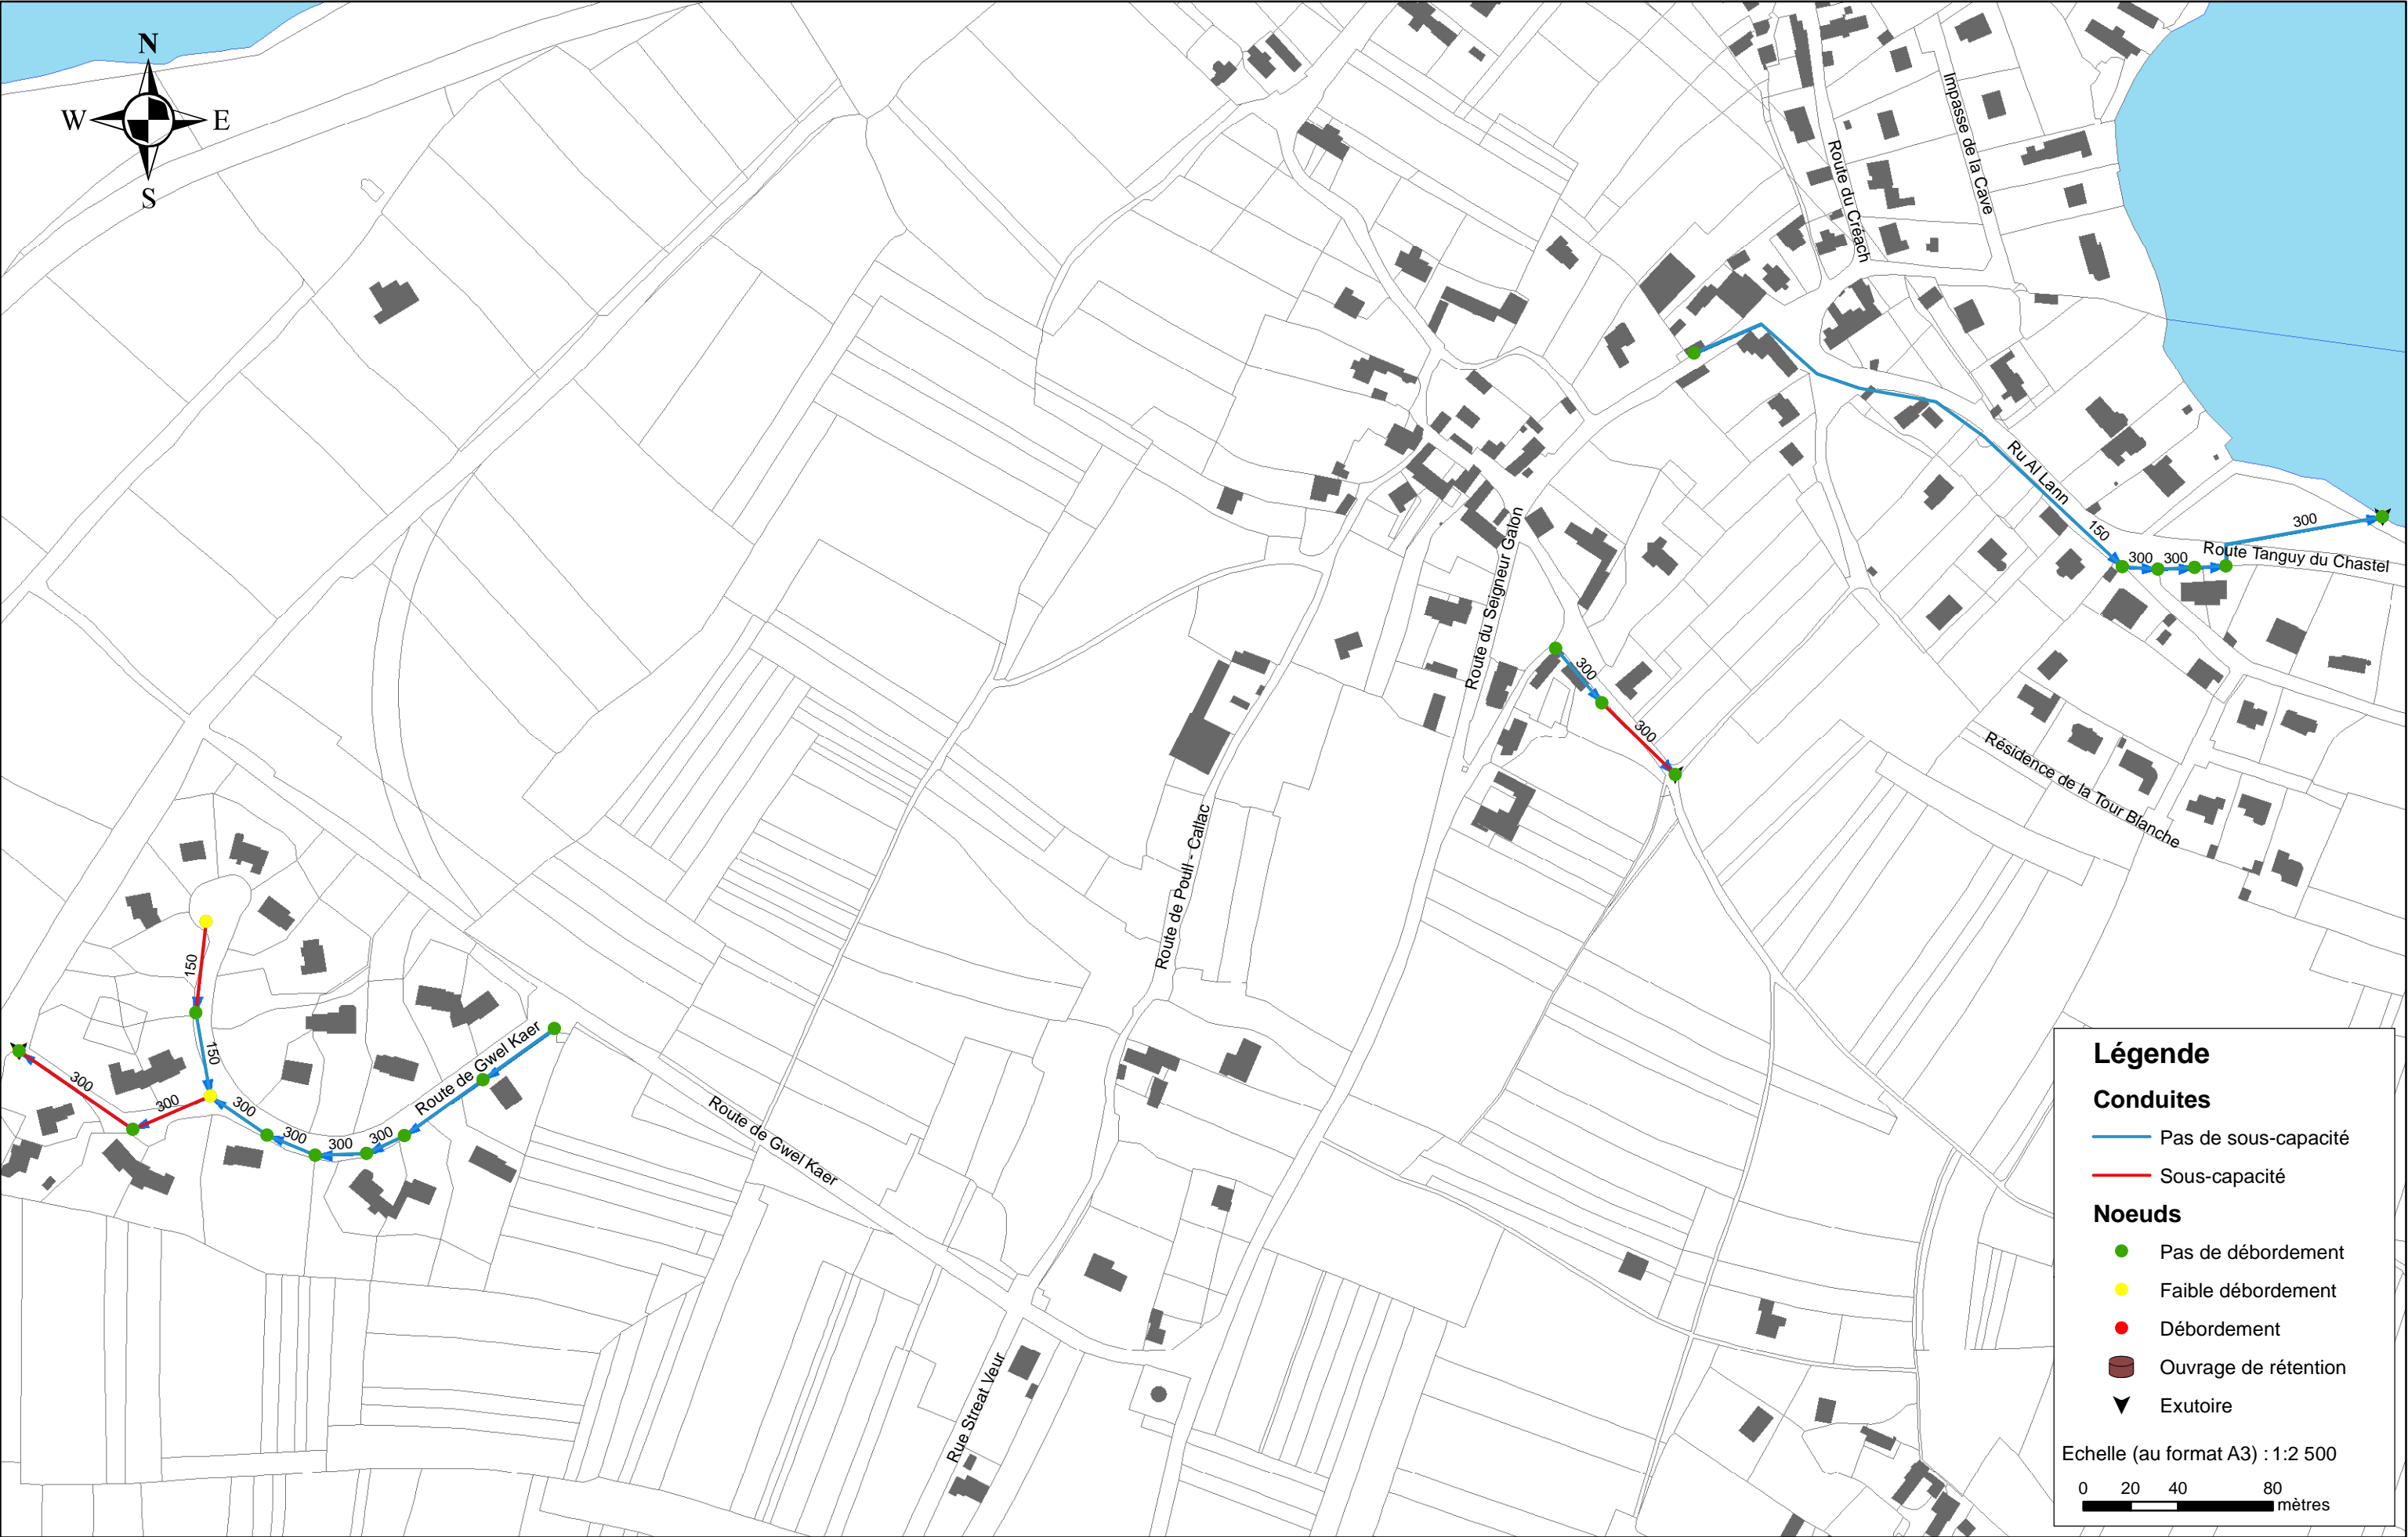 N
W E
S
Impasse de la Cave
Route du Créach
Ru Al Lann
150
300
300
300
Route Tanguy du Chastel
Route du Seigneur Galon
300
300
Résidence de la Tour Blanche
Route de Poull - Callac
150
150
300
300
300
300
300
300
Route de Gwel Kaer
Route de Gwel Kaer
Rue Streat Veur
Légende
Conduites
Pas de sous-capacité
Sous-capacité
Noeuds
Pas de débordement
Faible débordement
Débordement
Ouvrage de rétention
Exutoire
Echelle (au format A3) : 1:2 500
0 20 40 80
mètres